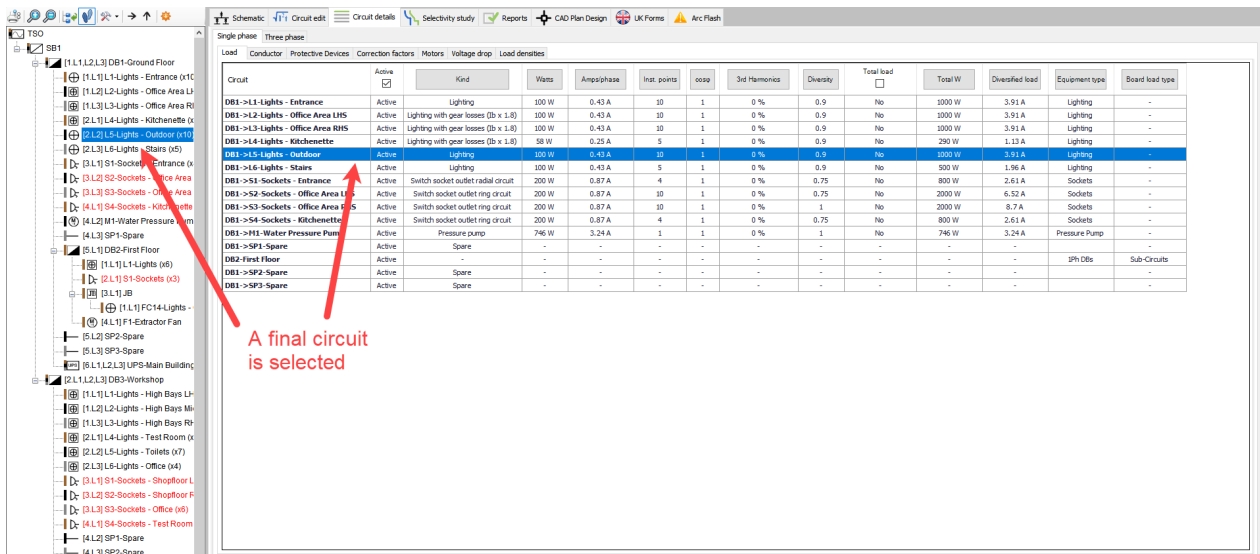 Schematic Circuit edit Circuit details Selectivity study Reports CAD Plan Design UK Forms Arc Flash
TSO
SB1
[1.L1,L2,L3] DB1-Ground Floor
[1.L1] L1-Lights - Entrance (x10
[1.L2] L2-Lights - Office Area LH
[1.L3] L3-Lights - Office Area RH
[2.L1] L4-Lights - Kitchenette (x
[2.L2] L5-Lights - Outdoor (x10)
[2.L3] L6-Lights - Stairs (x5)
[3.L1] S1-Sockets - Entrance (x
[3.L2] S2-Sockets - Office Area
[3.L3] S3-Sockets - Office Area
[4.L1] S4-Sockets - Kitchenette
[4.L2] M1-Water Pressure Pum
[4.L3] SP1-Spare
[5.L1] DB2-First Floor
[1.L1] L1-Lights (x6)
[2.L1] S1-Sockets (x3)
[3.L1] JB
[1.L1] FC14-Lights -
[4.L1] F1-Extractor Fan
[5.L2] SP2-Spare
[5.L3] SP3-Spare
UPS [6.L1,L2,L3] UPS-Main Building
[2.L1,L2,L3] DB3-Workshop
[1.L1] L1-Lights - High Bays LH
[1.L2] L2-Lights - High Bays Mi
[1.L3] L3-Lights - High Bays RH
[2.L1] L4-Lights - Test Room (x
[2.L2] L5-Lights - Toilets (x7)
[2.L3] L6-Lights - Office (x4)
[3.L1] S1-Sockets - Shopfloor L
[3.L2] S2-Sockets - Shopfloor R
[3.L3] S3-Sockets - Office (x6)
[4.L1] S4-Sockets - Test Room
[4.L2] SP1-Spare
[4.L3] SP2-Spare
Single phase Three phase
Load Conductor Protective Devices Correction factors Motors Voltage drop Load densities
Circuit Active Kind Watts Amps/phase Inst. points cosφ 3rd Harmonics Diversity Total load Total W Diversified load Equipment type Board load type
DB1->L1-Lights - Entrance Active Lighting 100 W 0.43 A 10 1 0 % 0.9 No 1000 W 3.91 A Lighting -
DB1->L2-Lights - Office Area LHS Active Lighting with gear losses (Ib x 1.8) 100 W 0.43 A 10 1 0 % 0.9 No 1000 W 3.91 A Lighting -
DB1->L3-Lights - Office Area RHS Active Lighting with gear losses (Ib x 1.8) 100 W 0.43 A 10 1 0 % 0.9 No 1000 W 3.91 A Lighting -
DB1->L4-Lights - Kitchenette Active Lighting with gear losses (Ib x 1.8) 58 W 0.25 A 5 1 0 % 0.9 No 290 W 1.13 A Lighting -
DB1->L5-Lights - Outdoor Active Lighting 100 W 0.43 A 10 1 0 % 0.9 No 1000 W 3.91 A Lighting -
DB1->L6-Lights - Stairs Active Lighting 100 W 0.43 A 5 1 0 % 0.9 No 500 W 1.96 A Lighting -
DB1->S1-Sockets - Entrance Active Switch socket outlet radial circuit 200 W 0.87 A 4 1 0 % 0.75 No 800 W 2.61 A Sockets -
DB1->S2-Sockets - Office Area LHS Active Switch socket outlet ring circuit 200 W 0.87 A 10 1 0 % 0.75 No 2000 W 6.52 A Sockets -
DB1->S3-Sockets - Office Area RHS Active Switch socket outlet ring circuit 200 W 0.87 A 10 1 0 % 1 No 2000 W 8.7 A Sockets -
DB1->S4-Sockets - Kitchenette Active Switch socket outlet ring circuit 200 W 0.87 A 4 1 0 % 0.75 No 800 W 2.61 A Sockets -
DB1->M1-Water Pressure Pump Active Pressure pump 746 W 3.24 A 1 1 0 % 1 No 746 W 3.24 A Pressure Pump -
DB1->SP1-Spare Active Spare - - - - - - - - - -
DB2-First Floor Active - - - - - - - - - - 1Ph DBs Sub-Circuits
DB1->SP2-Spare Active Spare - - - - - - - - - -
DB1->SP3-Spare Active Spare - - - - - - - - - -
A final circuit
is selected